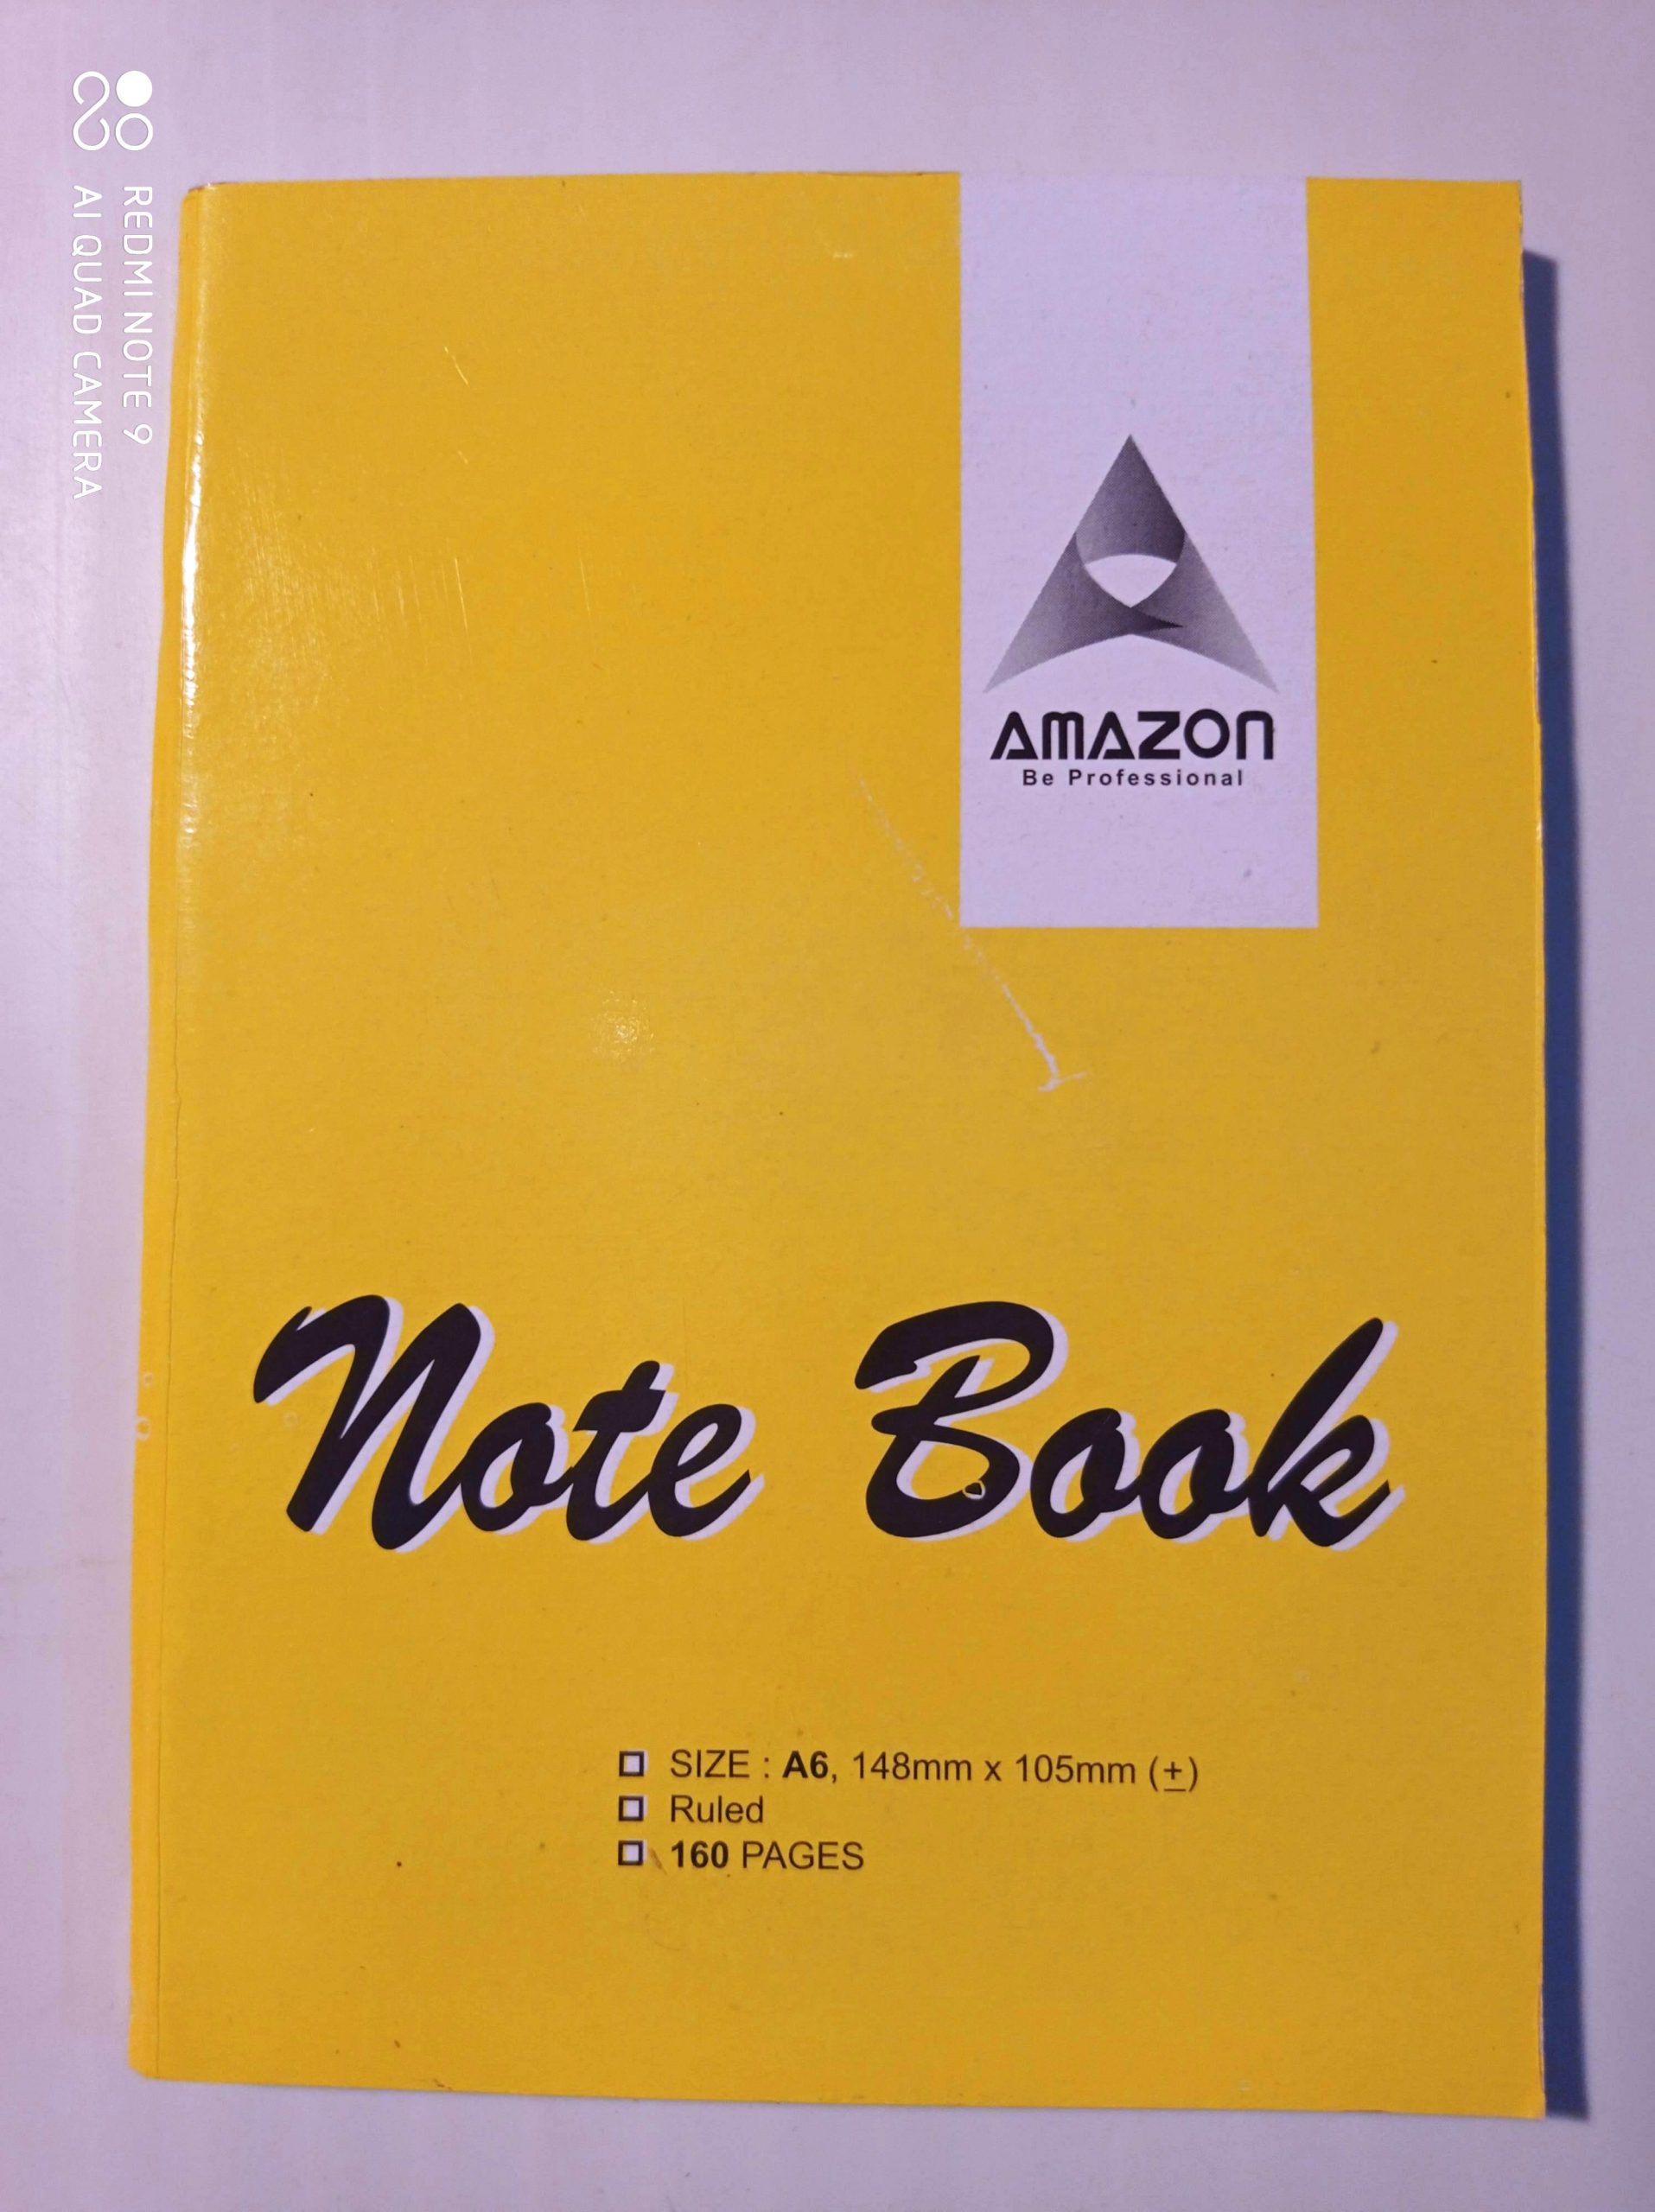 REDMI NOTE 9
AI QUAD CAMERA
AMAZON
Be Professional
Note Book
SIZE : A6, 148mm x 105mm (±)
Ruled
160 PAGES